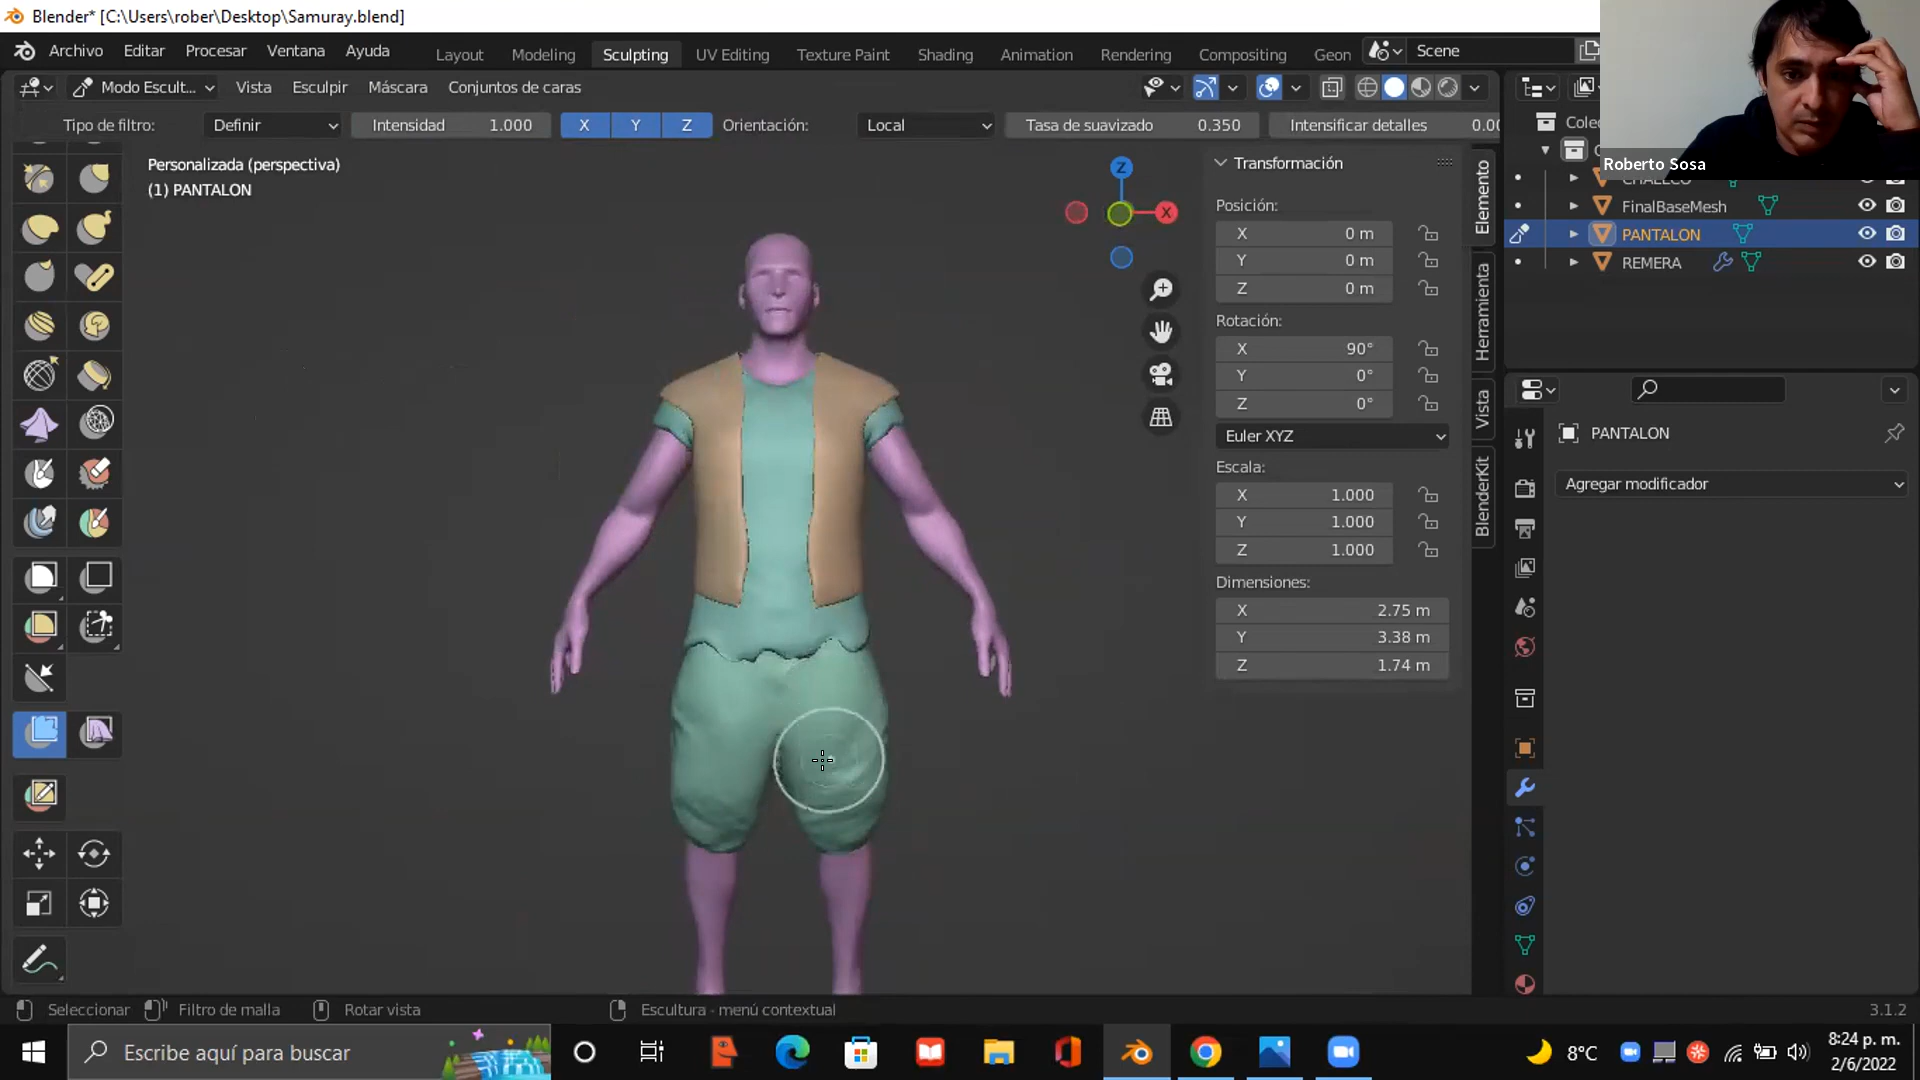 Blender* [C:\Users\rober\Desktop\Samuray.blend]
Archivo Editar Procesar Ventana Ayuda
Layout Modeling Sculpting UV Editing Texture Paint Shading Animation Rendering Compositing Geon
Scene
Modo Escult... Vista Esculpir Máscara Conjuntos de caras
Tipo de filtro: Definir Intensidad 1.000 X Y Z Orientación: Local Tasa de suavizado 0.350 Intensificar detalles 0.00
Personalizada (perspectiva)
(1) PANTALON
Z
X
Transformación
Posición:
X 0 m
Y 0 m
Z 0 m
Rotación:
X 90°
Y 0°
Z 0°
Euler XYZ
Escala:
X 1.000
Y 1.000
Z 1.000
Dimensiones:
X 2.75 m
Y 3.38 m
Z 1.74 m
Elemento
Herramienta
Vista
BlenderKit
Roberto Sosa
Colec
FinalBaseMesh
PANTALON
REMERA
PANTALON
Agregar modificador
Seleccionar Filtro de malla Rotar vista Escultura - menú contextual 3.1.2
Escribe aquí para buscar
8°C
8:24 p. m.
2/6/2022